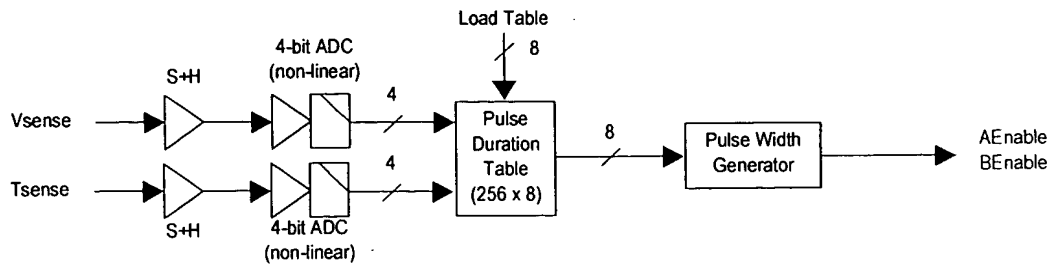 Load Table
8
4-bit ADC
(non-linear)
S+H
4
Vsense
Pulse
Duration
Table
(256 x 8)
8
Pulse Width
Generator
AEnable
BEnable
4
Tsense
S+H
4-bit ADC
(non-linear)